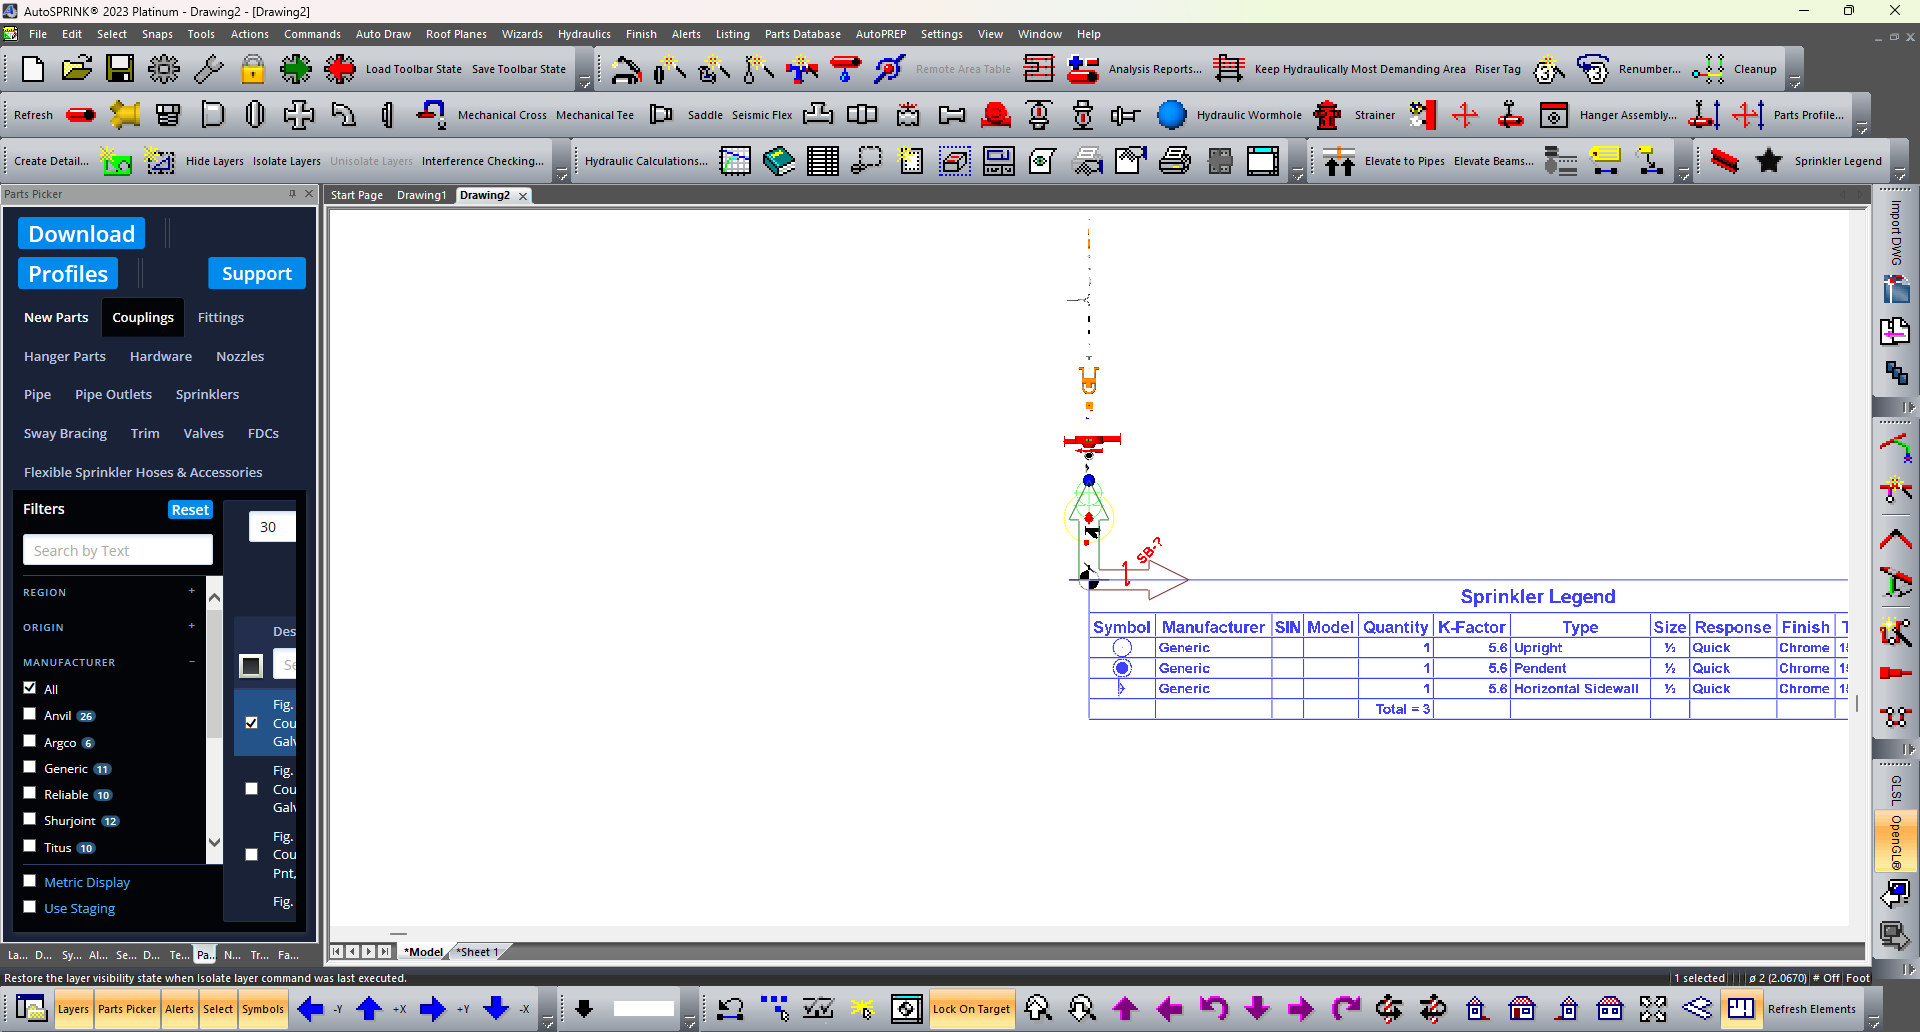 AutoSPRINK® 2023 Platinum - Drawing2 - [Drawing2]
File Edit Select Snaps Tools Actions Commands Auto Draw Roof Planes Wizards Hydraulics Finish Alerts Listing Parts Database AutoPREP Settings View Window Help
Load Toolbar State Save Toolbar State Remote Area Table Analysis Reports... Keep Hydraulically Most Demanding Area Riser Tag Renumber... Cleanup
Refresh Mechanical Cross Mechanical Tee Saddle Seismic Flex Hydraulic Wormhole Strainer Hanger Assembly... Parts Profile...
Create Detail... Hide Layers Isolate Layers Unisolate Layers Interference Checking... Hydraulic Calculations... Elevate to Pipes Elevate Beams... Sprinkler Legend
Parts Picker
Start Page Drawing1 Drawing2
Download
Profiles Support
New Parts Couplings Fittings
Hanger Parts Hardware Nozzles
Pipe Pipe Outlets Sprinklers
Sway Bracing Trim Valves FDCs
Flexible Sprinkler Hoses & Accessories
Filters Reset
30
Search by Text
REGION +
ORIGIN +
MANUFACTURER −
All
Anvil 26
Argco 6
Generic 11
Reliable 10
Shurjoint 12
Titus 10
Metric Display
Use Staging
Des
Se
Fig.
Cou
Galv
Fig.
Cou
Galv
Fig.
Cou
Pnt,
Fig.
SB-?
Sprinkler Legend
Symbol Manufacturer SIN Model Quantity K-Factor Type Size Response Finish T
Generic 1 5.6 Upright ½ Quick Chrome 1
Generic 1 5.6 Pendent ½ Quick Chrome 1
Generic 1 5.6 Horizontal Sidewall ½ Quick Chrome 1
Total = 3
Import DWG
GLSL
OpenGL®
La... D... Sy... Al... Se... D... Te... Pa... N... Tr... Fa...
*Model *Sheet 1
Restore the layer visibility state when Isolate layer command was last executed.
1 selected ø 2 (2.0670) # Off Foot
Layers Parts Picker Alerts Select Symbols -Y +X +Y -X Lock On Target Refresh Elements